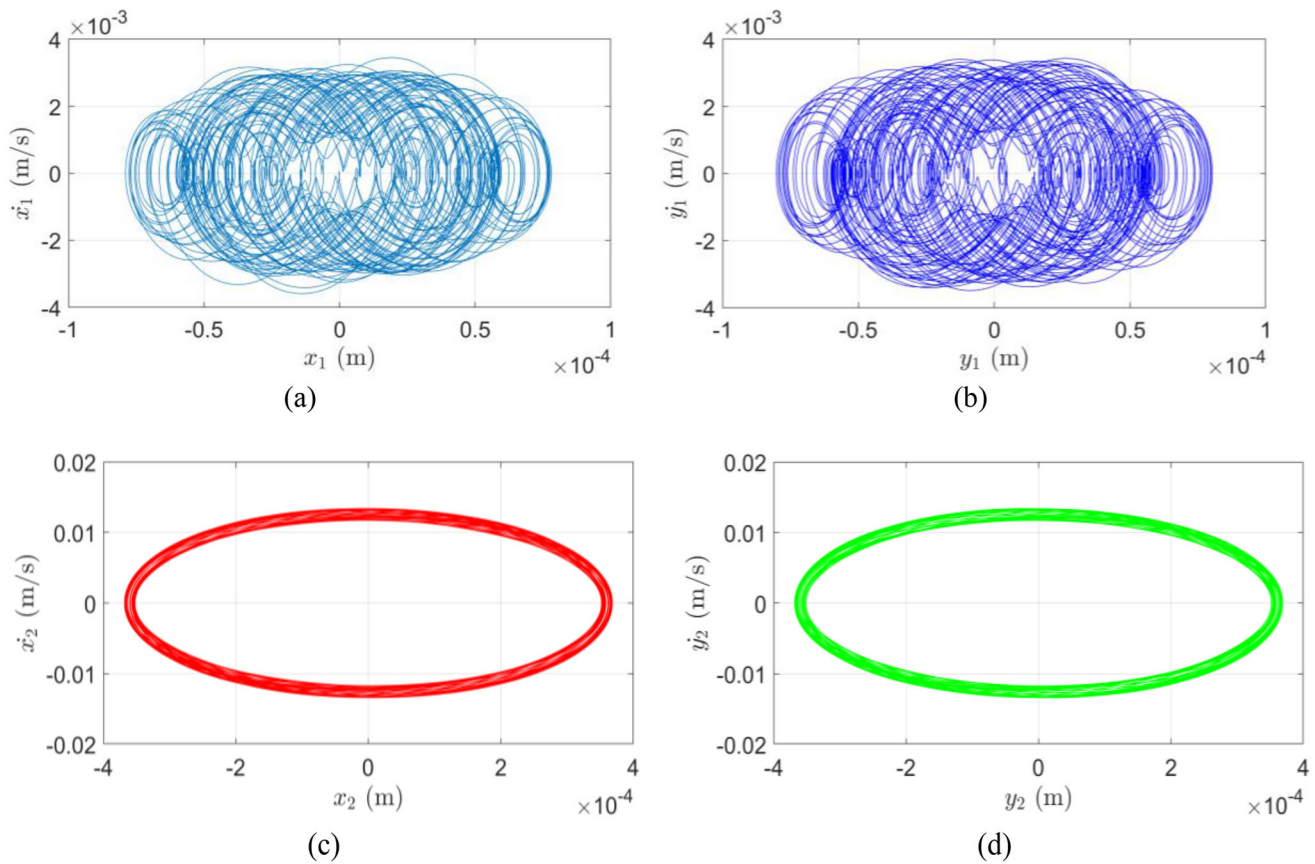 ×10⁻³
4
2
0
-2
-4
ẋ₁ (m/s)
-1 -0.5 0 0.5 1
x₁ (m)
×10⁻⁴
(a)
×10⁻³
4
2
0
-2
-4
ẏ₁ (m/s)
-1 -0.5 0 0.5 1
y₁ (m)
×10⁻⁴
(b)
0.02
0.01
0
-0.01
-0.02
ẋ₂ (m/s)
-4 -2 0 2 4
x₂ (m)
×10⁻⁴
(c)
0.02
0.01
0
-0.01
-0.02
ẏ₂ (m/s)
-4 -2 0 2 4
y₂ (m)
×10⁻⁴
(d)